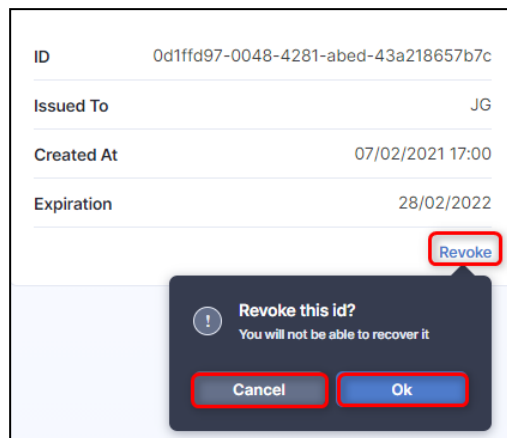 ID 0d1ffd97-0048-4281-abed-43a218657b7c
Issued To JG
Created At 07/02/2021 17:00
Expiration 28/02/2022
Revoke
!
Revoke this id?
You will not be able to recover it
Cancel Ok